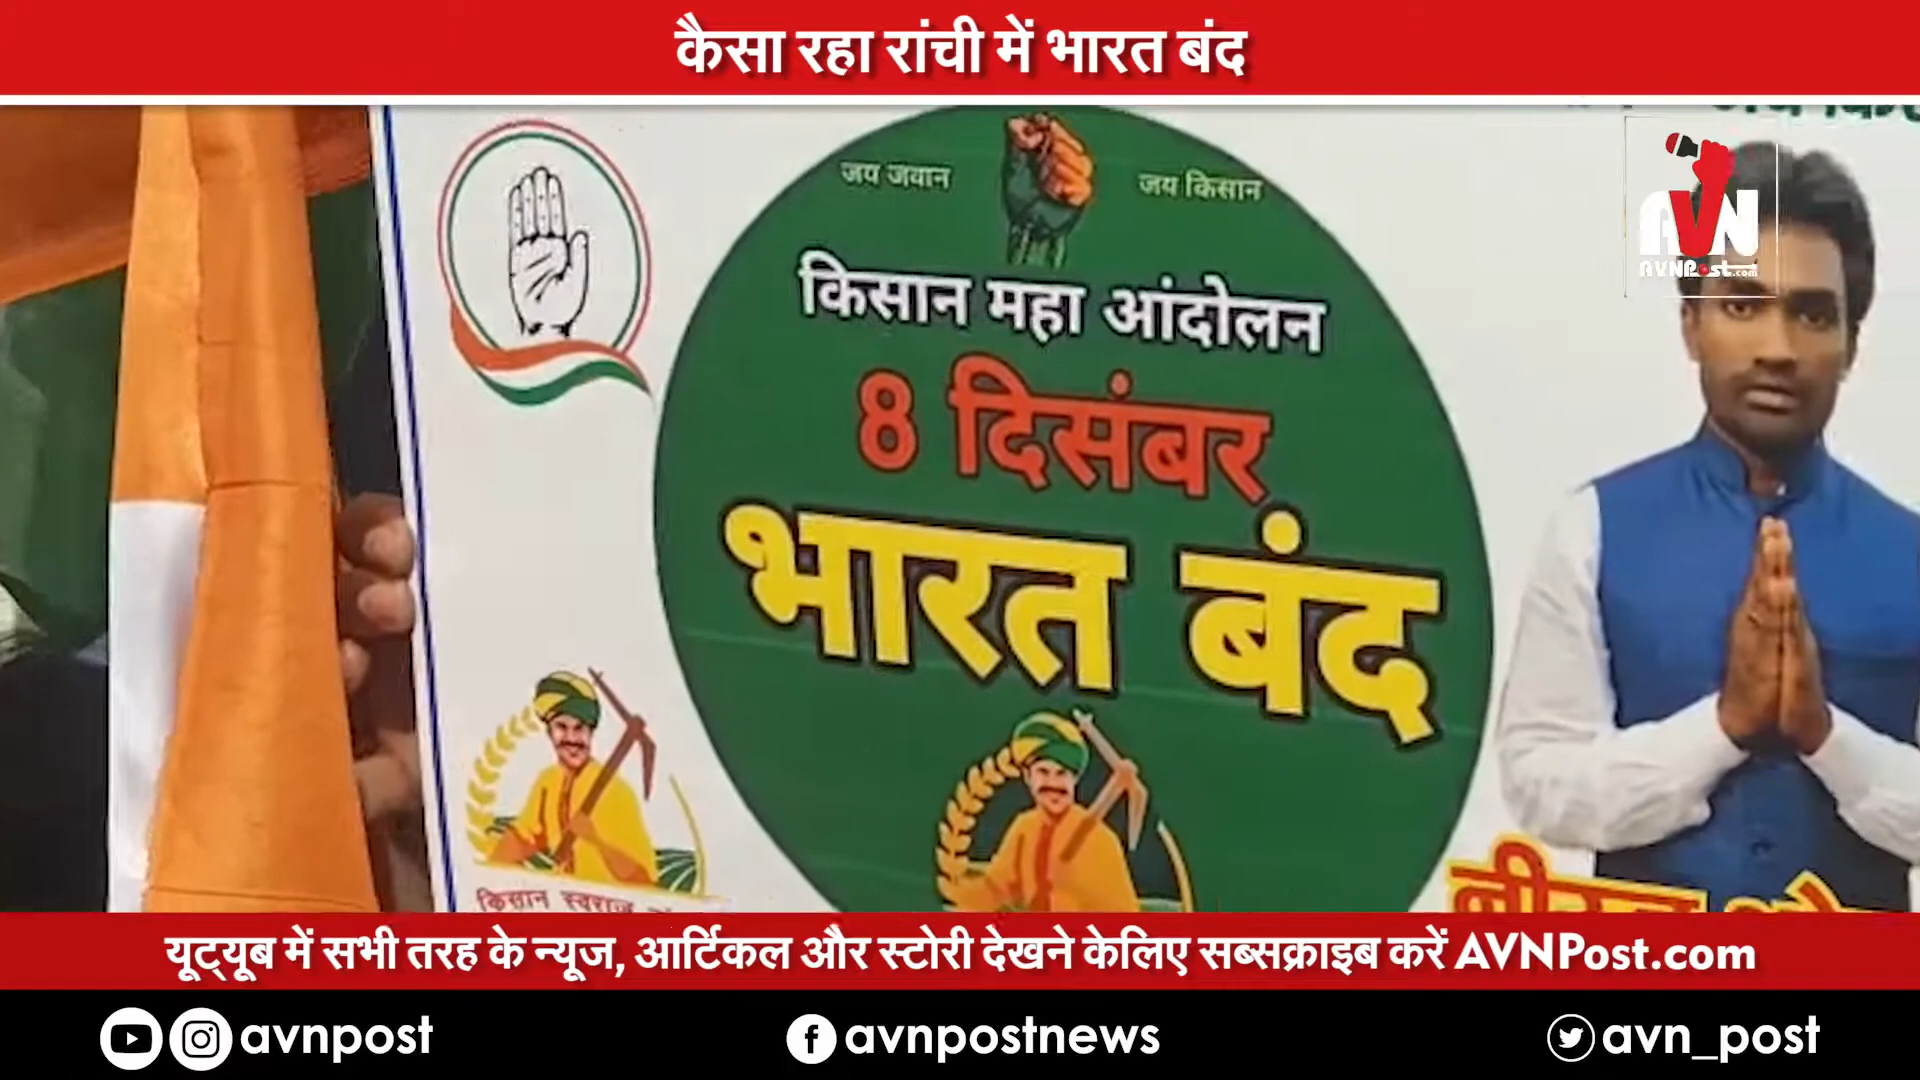 कैसा रहा रांची में भारत बंद
जय जवान
जय किसान
AVN
AVNPost.com
किसान महा आंदोलन
8 दिसंबर
भारत बंद
किसान स्वराज
यूट्यूब में सभी तरह के न्यूज, आर्टिकल और स्टोरी देखने केलिए सब्सक्राइब करें AVNPost.com
avnpost
avnpostnews
avn_post